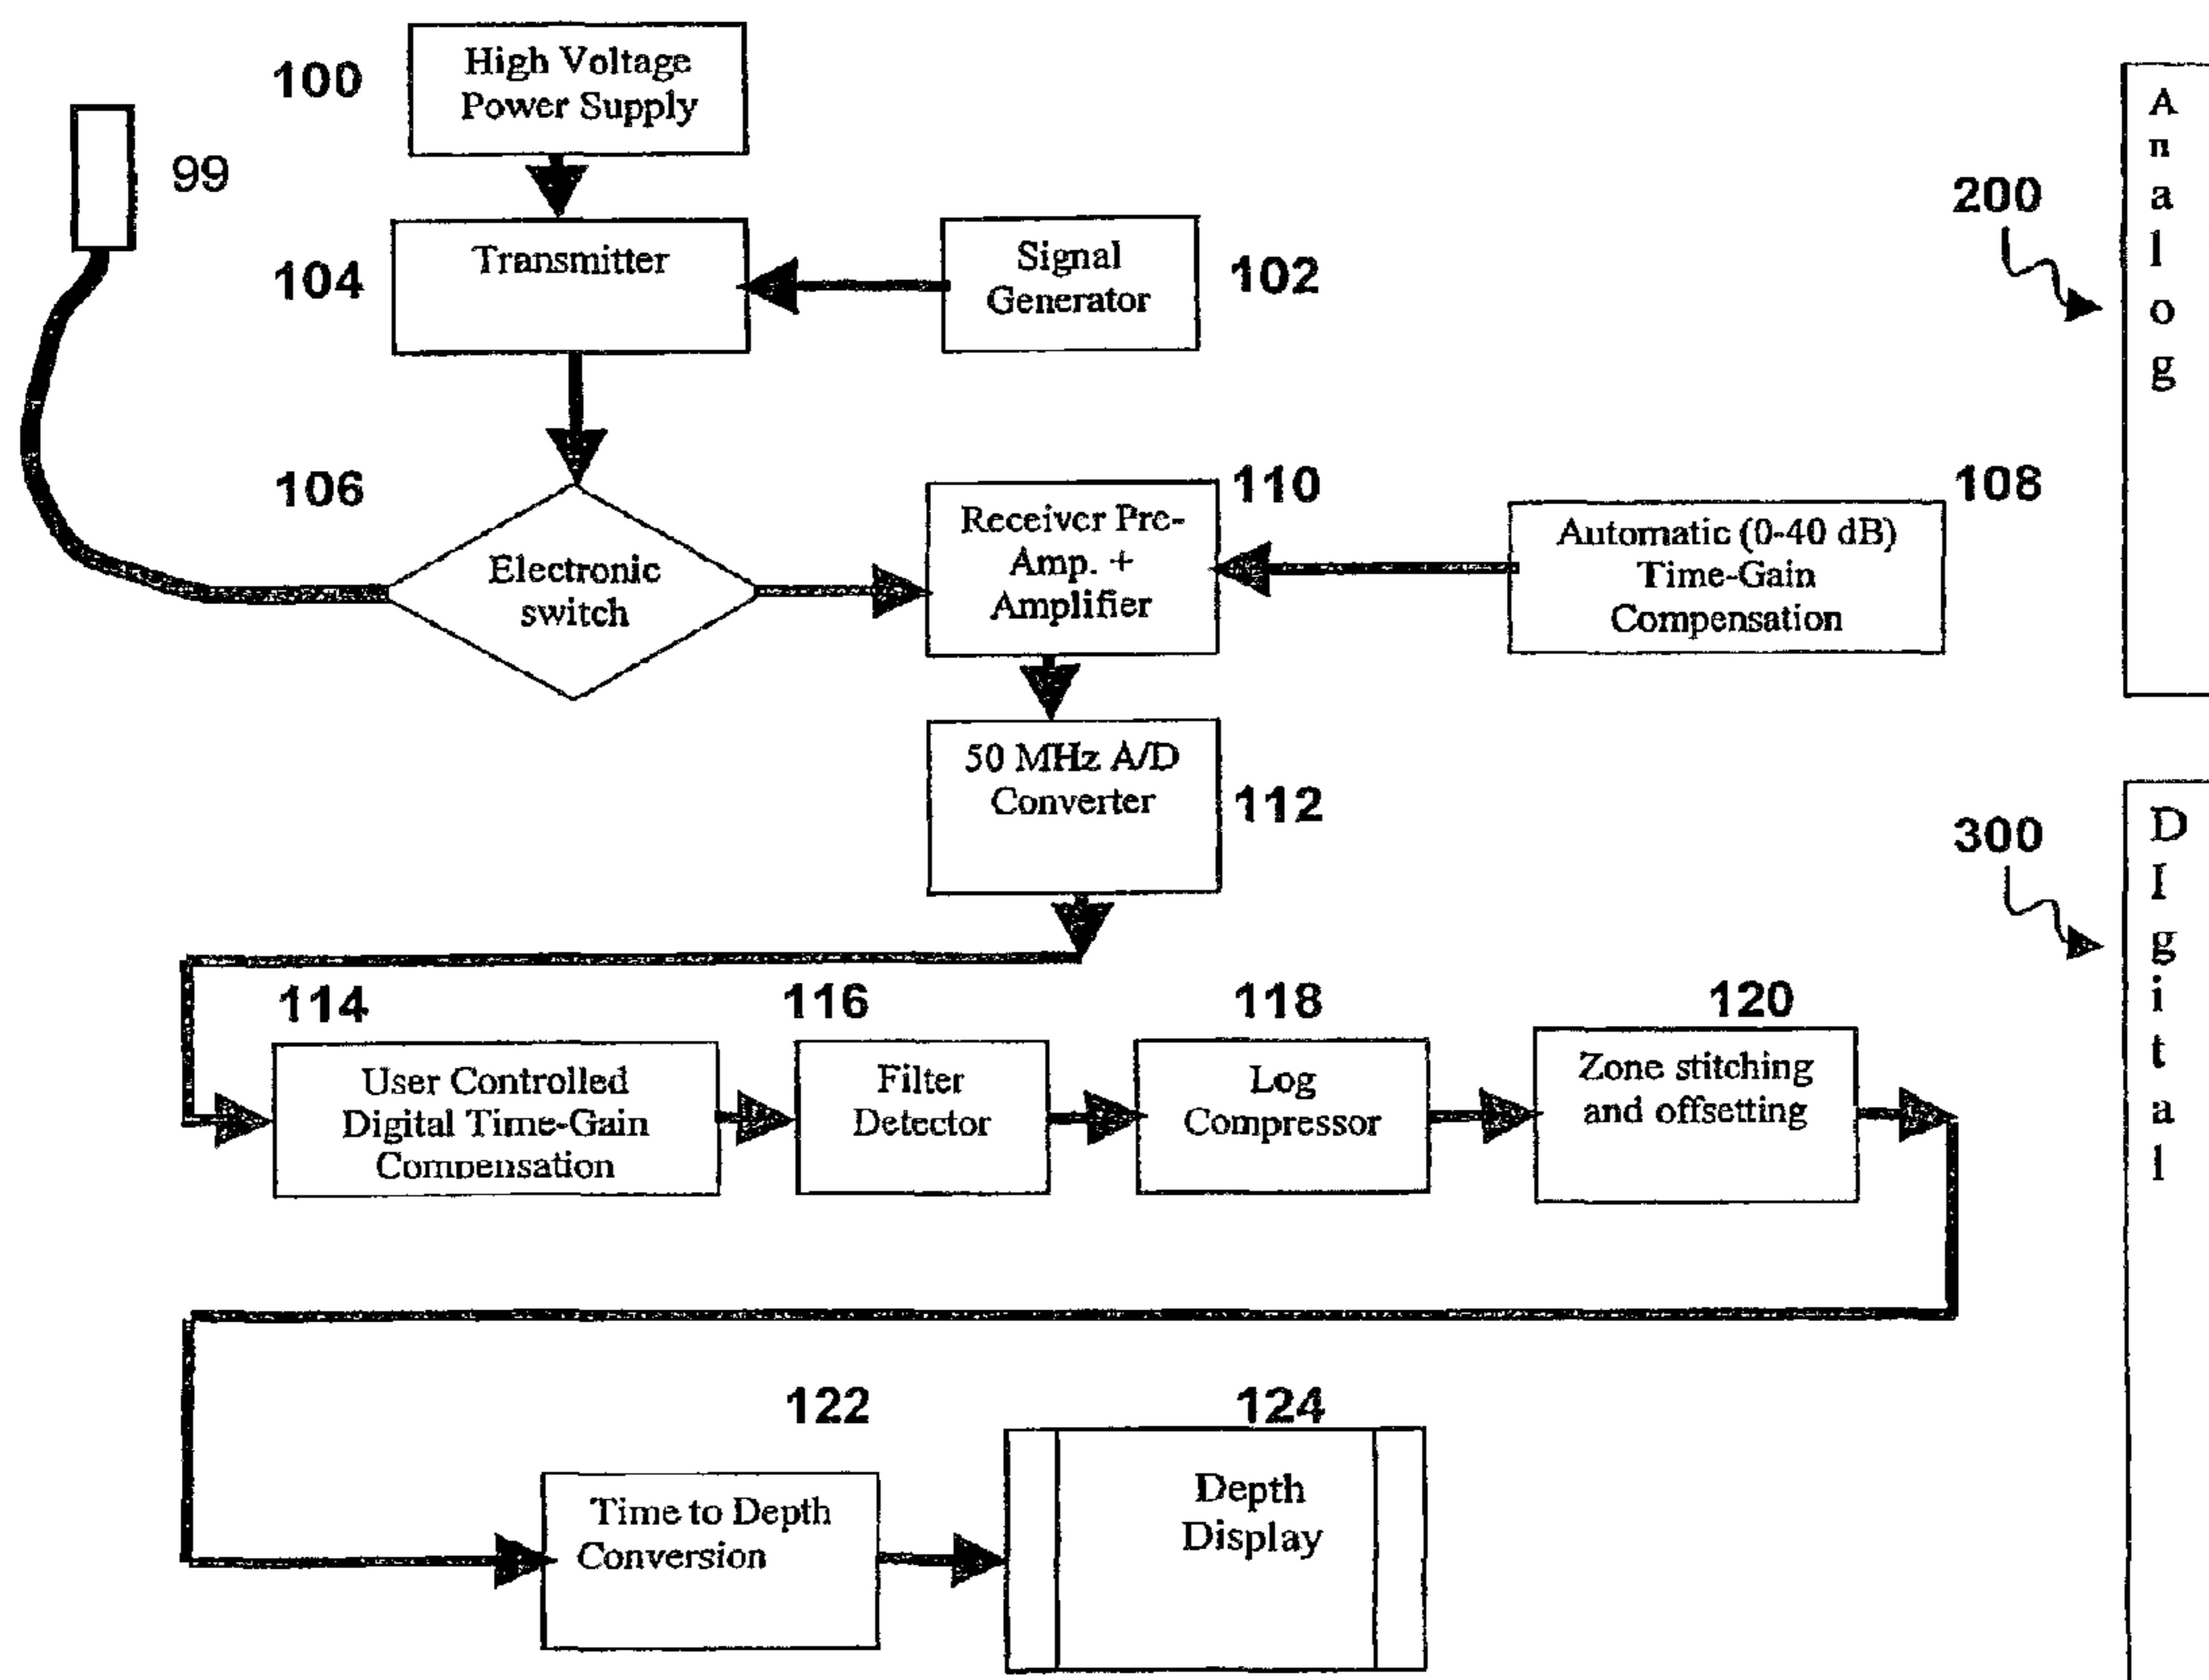 100
High Voltage
Power Supply
99
104
Transmitter
Signal
Generator
102
200
Analog
106
Electronic
switch
110
Receiver Pre-
Amp. +
Amplifier
108
Automatic (0-40 dB)
Time-Gain
Compensation
50 MHz A/D
Converter
112
300
DIgital
114
User Controlled
Digital Time-Gain
Compensation
116
Filter
Detector
118
Log
Compressor
120
Zone stitching
and offsetting
122
Time to Depth
Conversion
124
Depth
Display